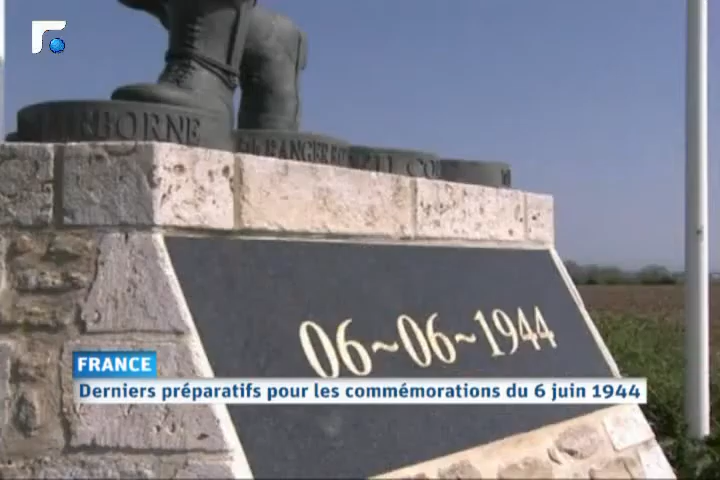 AIRBORNE
RANGER
06~06~1944
FRANCE
Derniers préparatifs pour les commémorations du 6 juin 1944